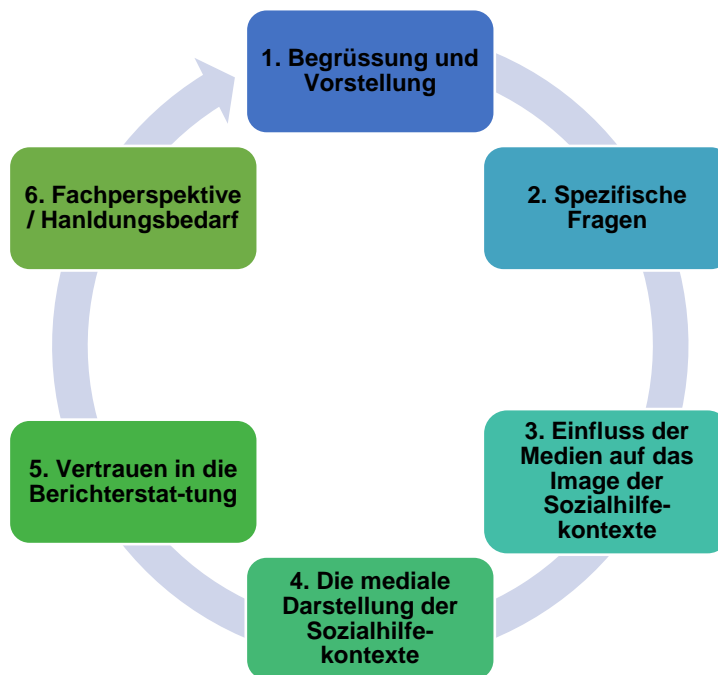 1. Begrüssung und
Vorstellung
2. Spezifische
Fragen
3. Einfluss der
Medien auf das
Image der
Sozialhilfe-
kontexte
4. Die mediale
Darstellung der
Sozialhilfe-
kontexte
5. Vertrauen in die
Berichterstat-tung
6. Fachperspektive
/ Hanldungsbedarf